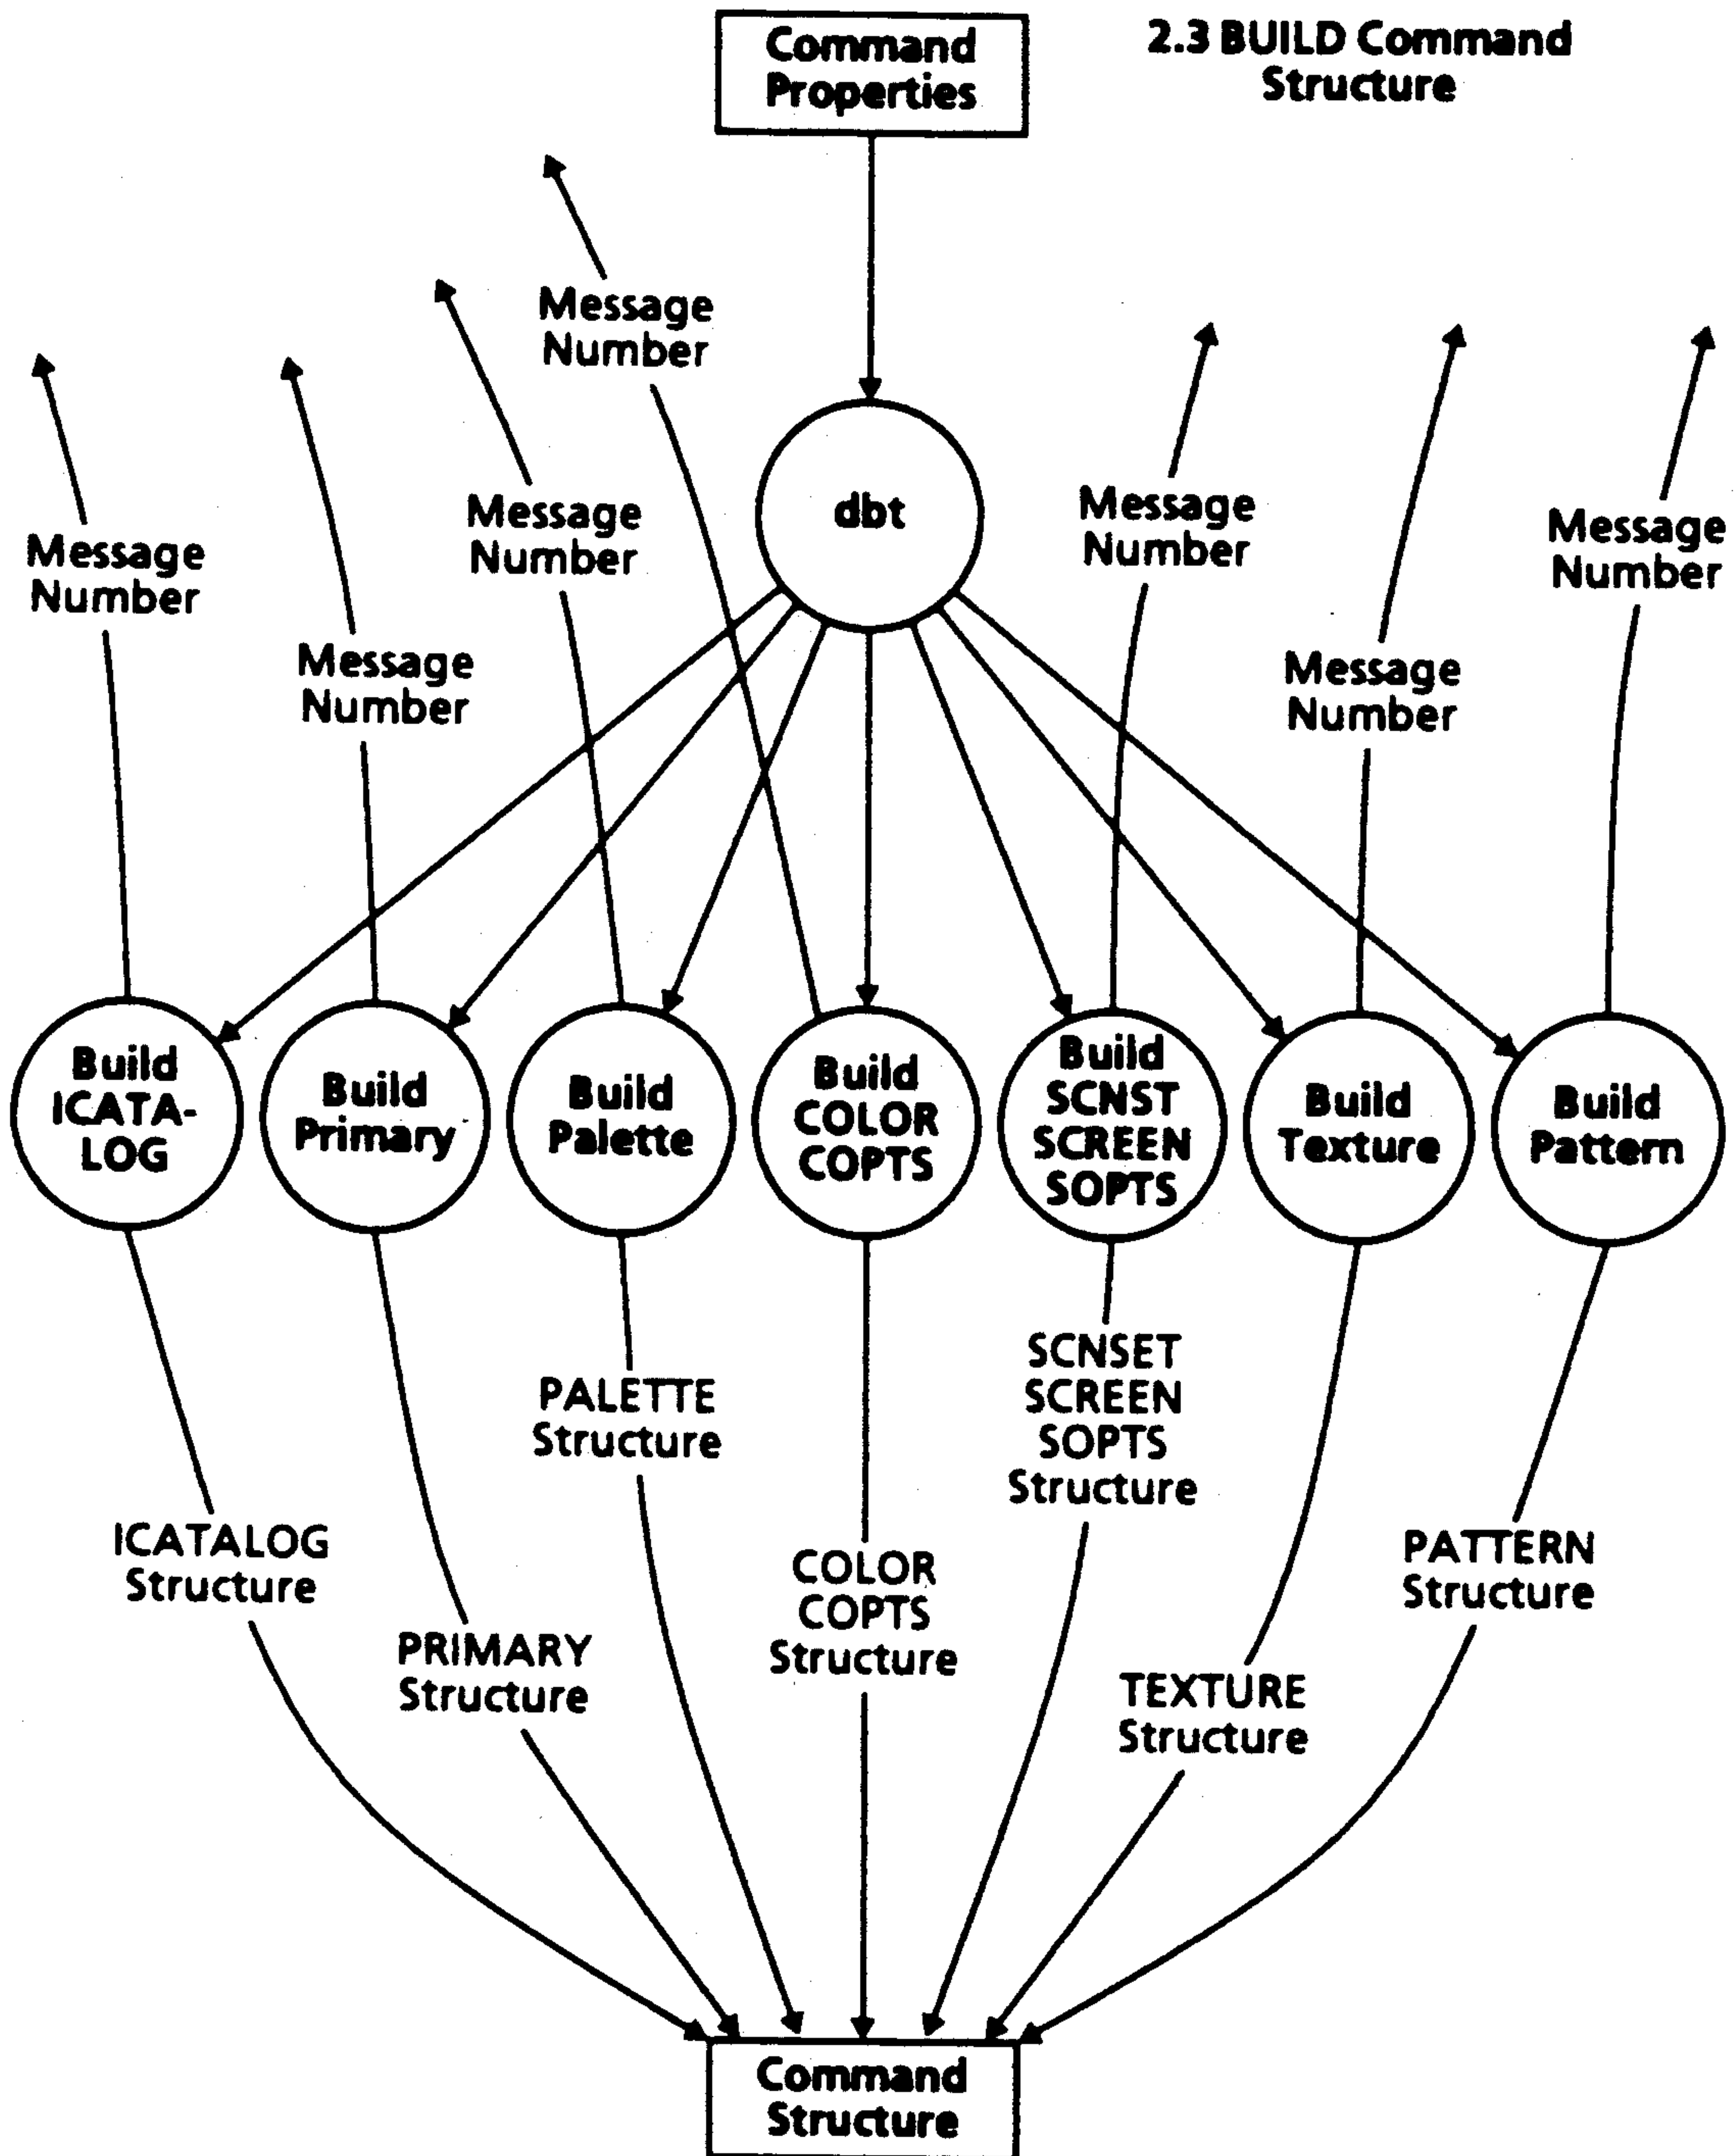 Command
Properties
2.3 BUILD Command
Structure
Message
Number
dbt
Message
Number
Message
Number
Message
Number
Message
Number
Message
Number
Message
Number
Build
ICATA-
LOG
Build
Primary
Build
Palette
Build
COLOR
COPTS
Build
SCNST
SCREEN
SOPTS
Build
Texture
Build
Pattern
SCNSET
SCREEN
SOPTS
Structure
PALETTE
Structure
ICATALOG
Structure
COLOR
COPTS
Structure
PATTERN
Structure
PRIMARY
Structure
TEXTURE
Structure
Command
Structure